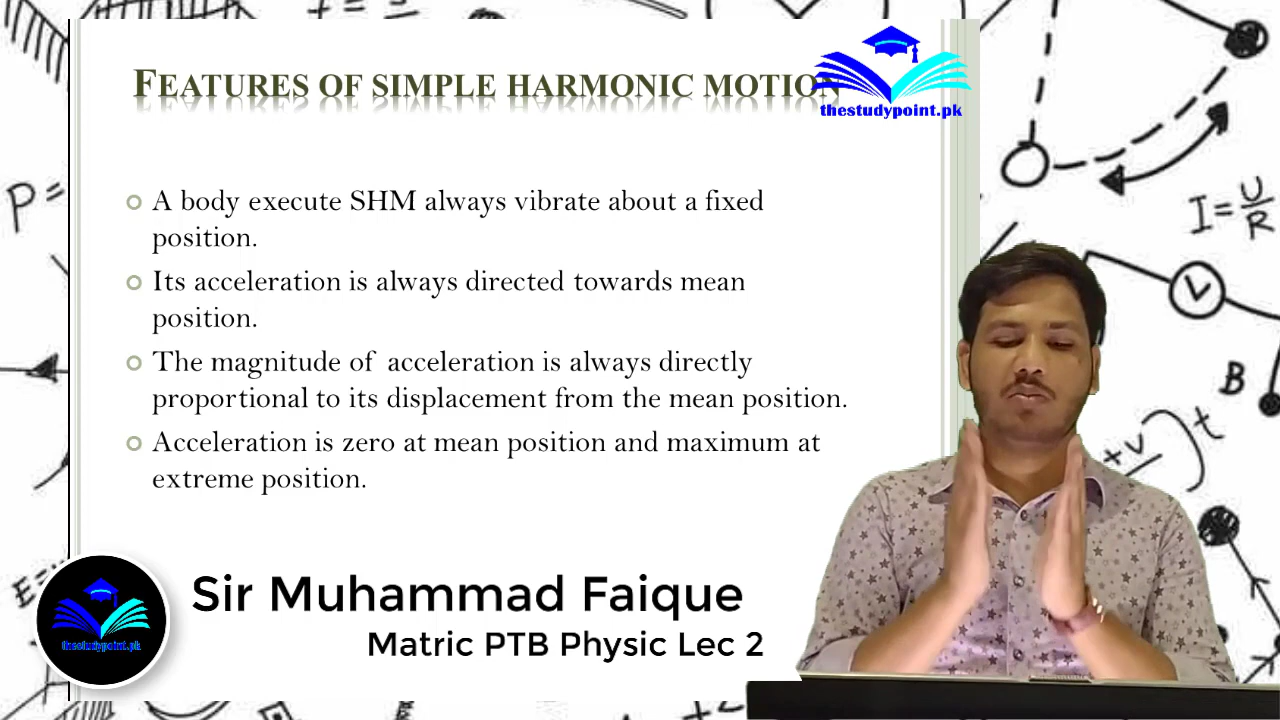 FEATURES OF SIMPLE HARMONIC MOTION
thestudypoint.pk
A body execute SHM always vibrate about a fixed
position.
Its acceleration is always directed towards mean
position.
The magnitude of acceleration is always directly
proportional to its displacement from the mean position.
Acceleration is zero at mean position and maximum at
extreme position.
P=
I=U/R
V
B
+v
t
thestudypoint.pk
Sir Muhammad Faique
Matric PTB Physic Lec 2